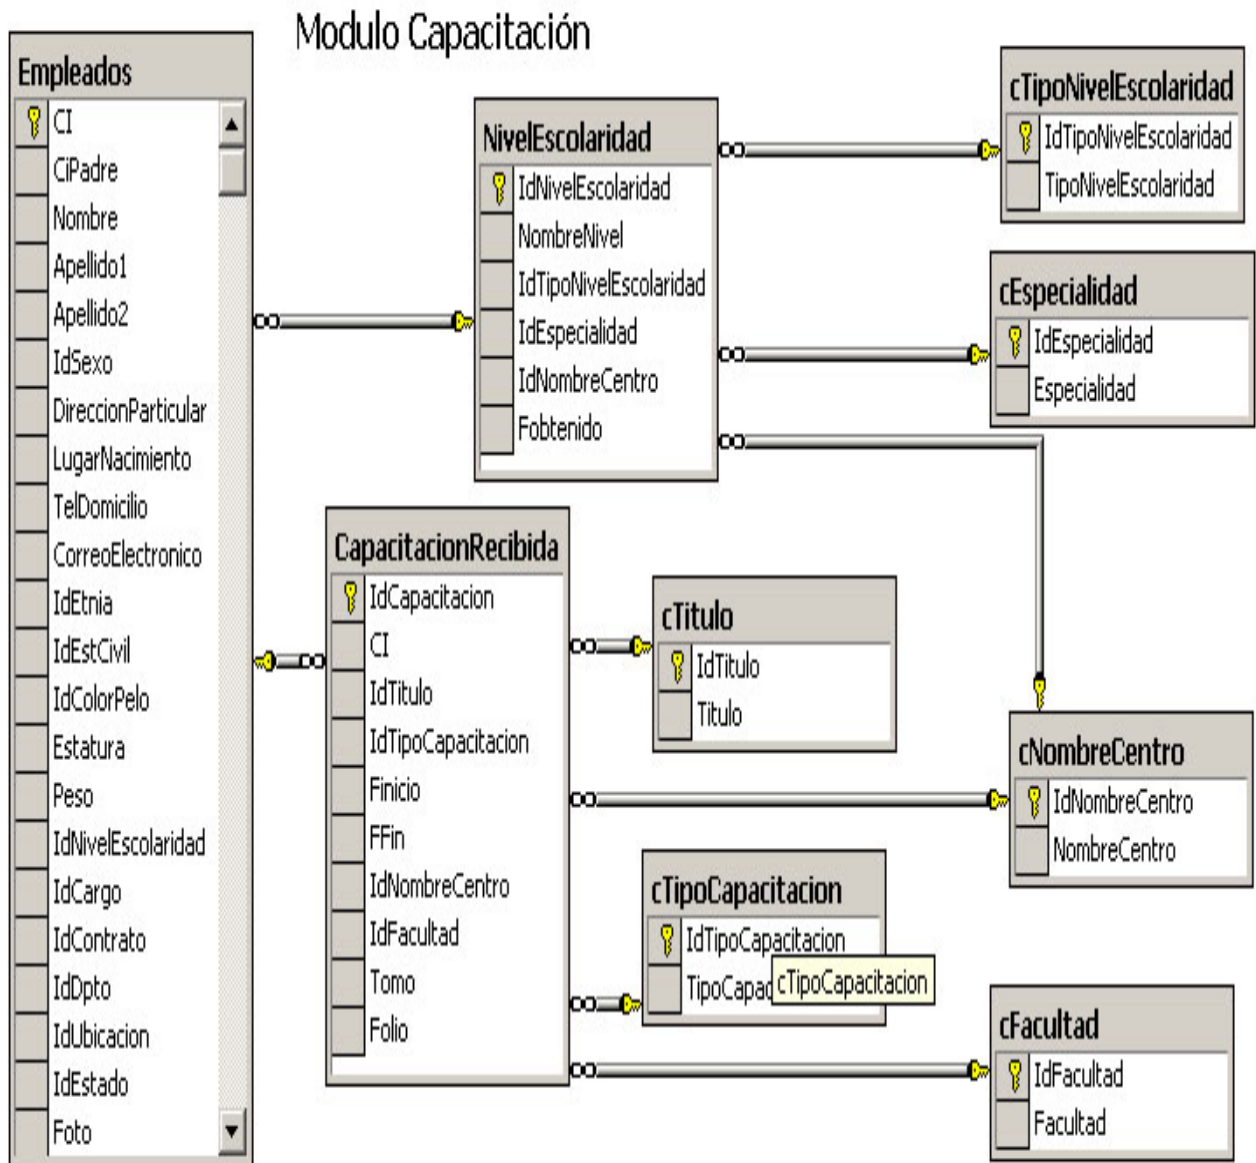 Modulo Capacitación
Empleados
CI
CiPadre
Nombre
Apellido1
Apellido2
IdSexo
DireccionParticular
LugarNacimiento
TelDomicilio
CorreoElectronico
IdEtnia
IdEstCivil
IdColorPelo
Estatura
Peso
IdNivelEscolaridad
IdCargo
IdContrato
IdDpto
IdUbicacion
IdEstado
Foto
NivelEscolaridad
IdNivelEscolaridad
NombreNivel
IdTipoNivelEscolaridad
IdEspecialidad
IdNombreCentro
Fobtenido
cTipoNivelEscolaridad
IdTipoNivelEscolaridad
TipoNivelEscolaridad
cEspecialidad
IdEspecialidad
Especialidad
CapacitacionRecibida
IdCapacitacion
CI
IdTitulo
IdTipoCapacitacion
Finicio
FFin
IdNombreCentro
IdFacultad
Tomo
Folio
cTitulo
IdTitulo
Titulo
cNombreCentro
IdNombreCentro
NombreCentro
cTipoCapacitacion
IdTipoCapacitacion
cTipoCapacitacion
cFacultad
IdFacultad
Facultad